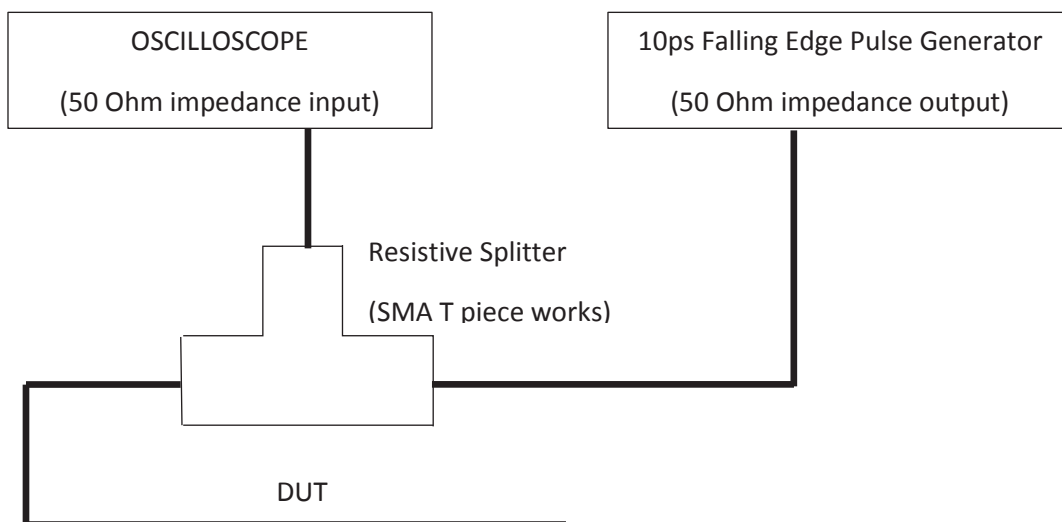 OSCILLOSCOPE
(50 Ohm impedance input)
10ps Falling Edge Pulse Generator
(50 Ohm impedance output)
Resistive Splitter
(SMA T piece works)
DUT